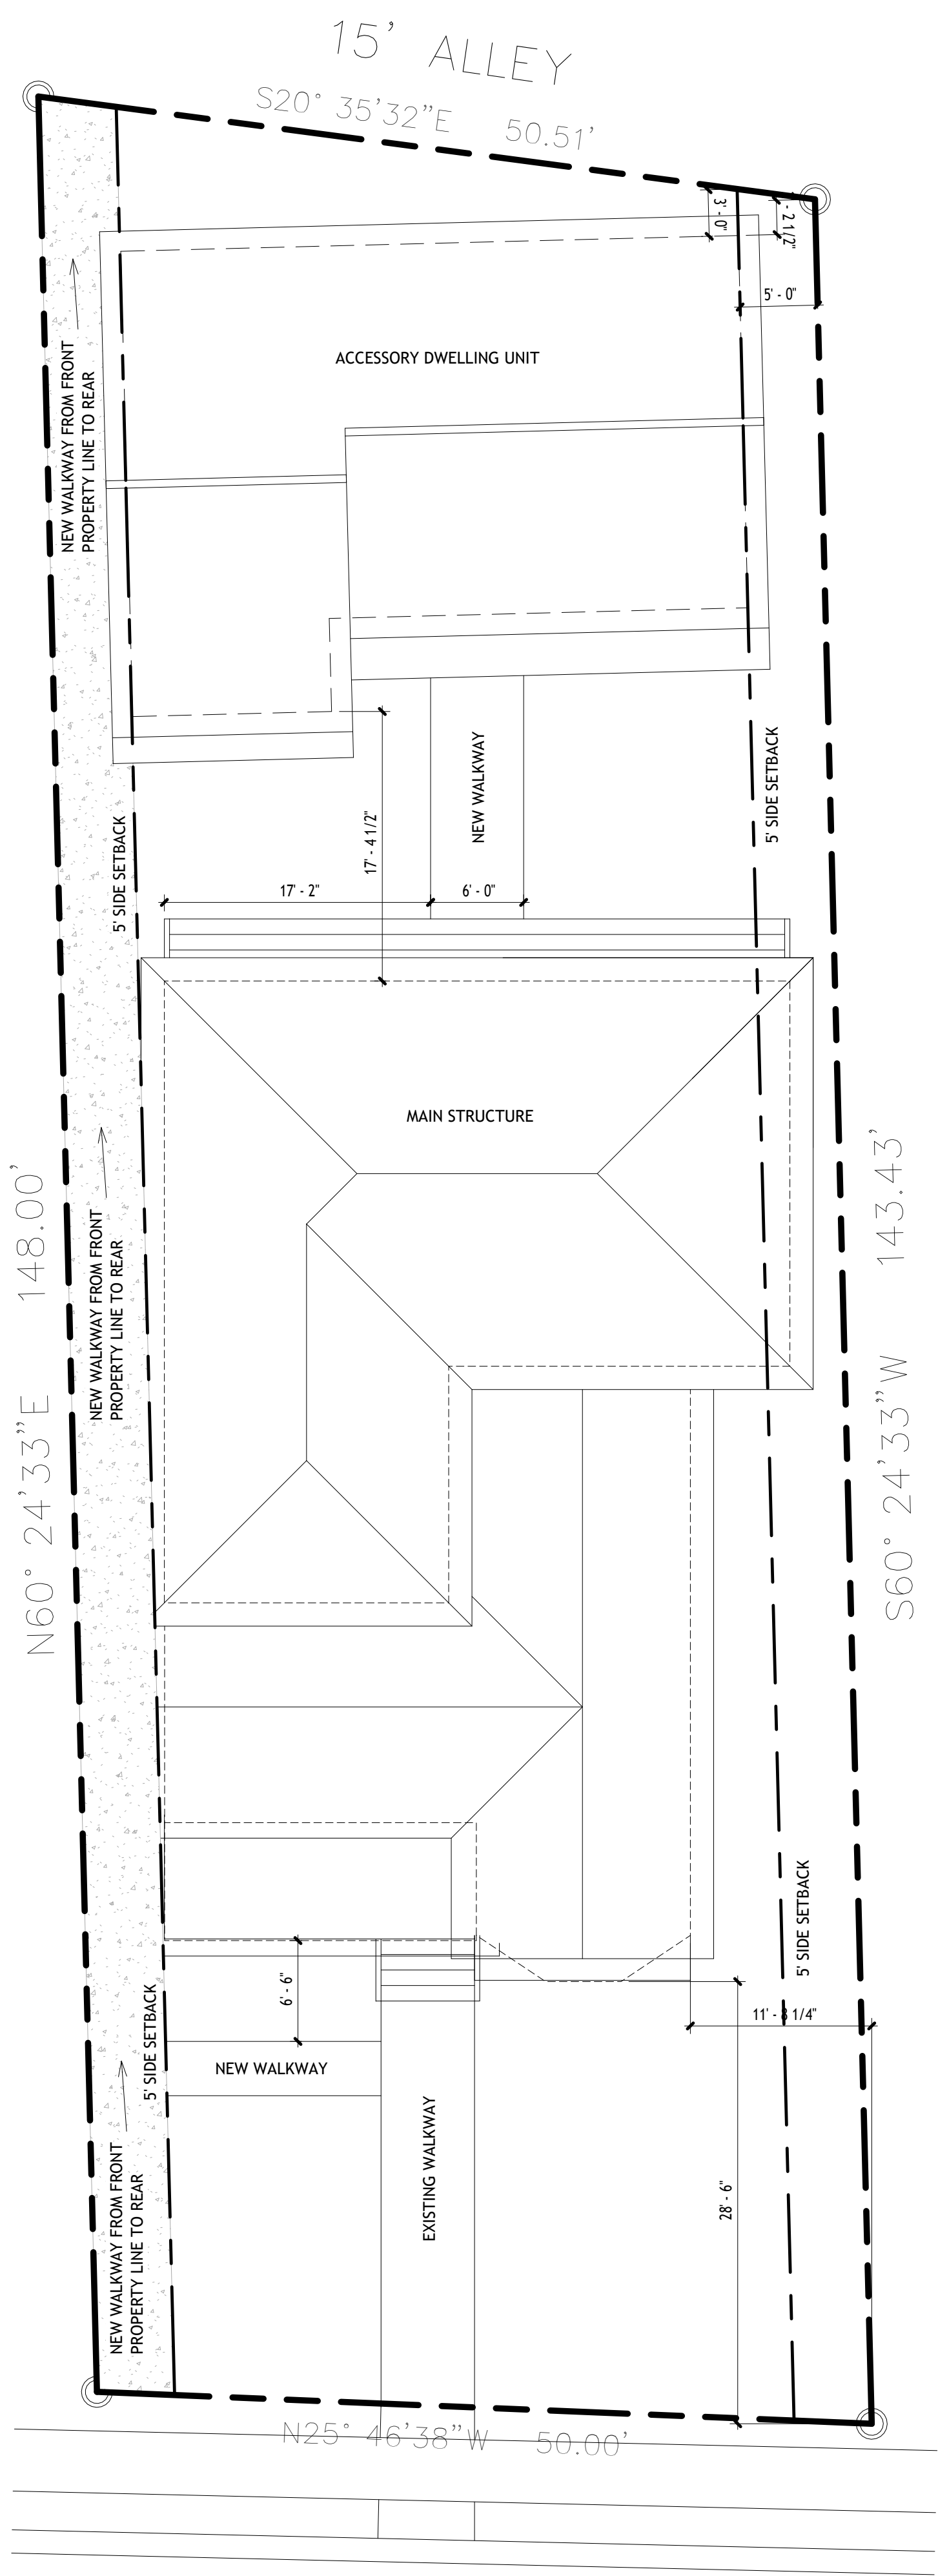 15' ALLEY
S20° 35'32"E 50.51'
3' - 0"
- 2 1/2"
5' - 0"
ACCESSORY DWELLING UNIT
NEW WALKWAY FROM FRONT
PROPERTY LINE TO REAR
5' SIDE SETBACK
17' - 4 1/2"
NEW WALKWAY
5' SIDE SETBACK
17' - 2"
6' - 0"
MAIN STRUCTURE
N60° 24'33"E 148.00'
NEW WALKWAY FROM FRONT
PROPERTY LINE TO REAR
S60° 24'33"W 143.43'
5' SIDE SETBACK
6' - 6"
5' SIDE SETBACK
11' - 8 1/4"
NEW WALKWAY
EXISTING WALKWAY
28' - 6"
NEW WALKWAY FROM FRONT
PROPERTY LINE TO REAR
N25° 46'38"W 50.00'